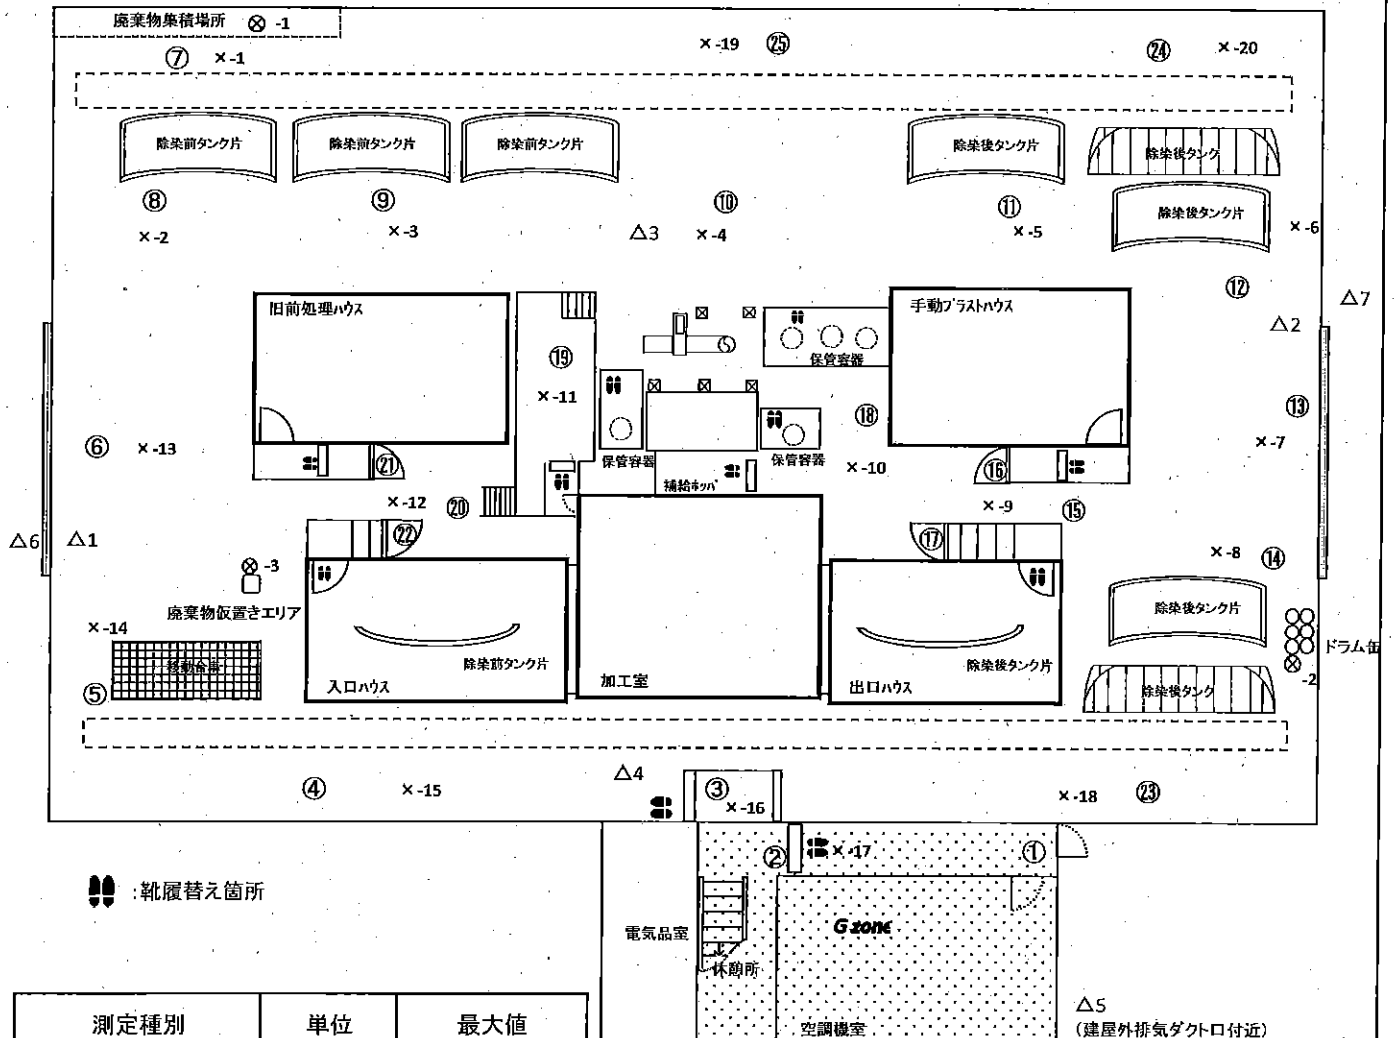 廃棄物集積場所 ⊗ -1
⑦ × -1
× -19 ㉕
㉔ × -20
除染前タンク片
除染前タンク片
除染前タンク片
除染後タンク片
除染後タンク
除染後タンク片
⑧
⑨
⑩
⑪
× -2
× -3
△3 × -4
× -5
× -6
⑫
△7
△2
旧前処理ハウス
手動ブラストハウス
保管容器
⑲
× -11
⑱
⑬
× -7
⑥ × -13
㉑
保管容器
保管容器
× -10
⑯
補給ホッパ
× -12
⑳
× -9
⑮
㉒
⑰
△6 △1
× -8 ⑭
⊗ -3
廃棄物仮置きエリア
除染後タンク片
× -14
ドラム缶
⊗
-2
移動台車
除染前タンク片
除染後タンク片
⑤
入口ハウス
加工室
出口ハウス
除染後タンク
④ × -15
△4
③
× -16
× -18 ㉓
② × -17
①
:靴履替え箇所
電気品室
G zone
休憩所
空調機室
△5
(建屋外排気ダクト口付近)
測定種別 単位 最大値